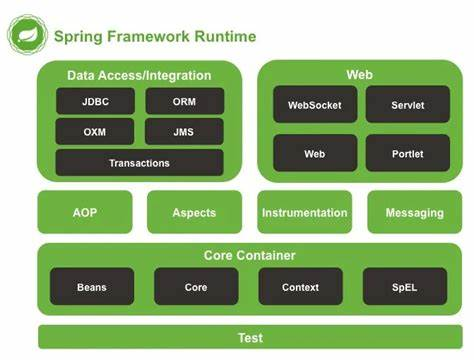 Spring Framework Runtime
Data Access/Integration
JDBC
ORM
OXM
JMS
Transactions
Web
WebSocket
Servlet
Web
Portlet
AOP
Aspects
Instrumentation
Messaging
Core Container
Beans
Core
Context
SpEL
Test